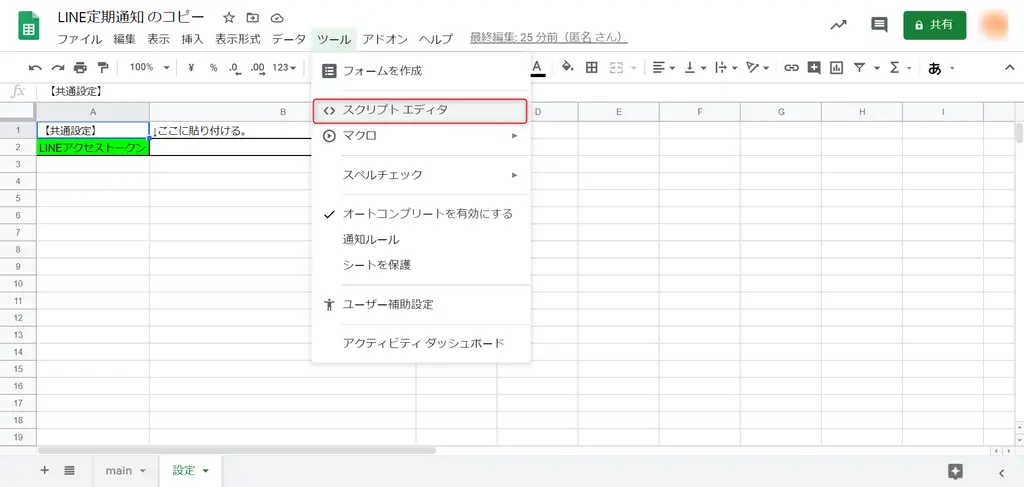 LINE定期通知 のコピー
ファイル 編集 表示 挿入 表示形式 データ ツール アドオン ヘルプ 最終編集: 25 分前（匿名 さん）
共有
100% ¥ % .0 .00 123 A あ
fx 【共通設定】
A B D E F G H I
1 【共通設定】 ↓ここに貼り付ける。
2 LINEアクセストークン
3
4
5
6
7
8
9
10
11
12
13
14
15
16
17
18
19
フォームを作成
スクリプト エディタ
マクロ
スペルチェック
オートコンプリートを有効にする
通知ルール
シートを保護
ユーザー補助設定
アクティビティ ダッシュボード
main 設定